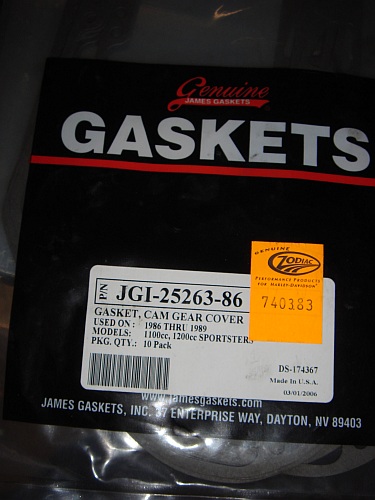 Genuine
JAMES GASKETS
GASKETS
P/N JGI-25263-86
GASKET, CAM GEAR COVER
USED ON: 1986 THRU 1989
MODELS: 1100cc, 1200cc SPORTSTERS
PKG. QTY.: 10 Pack
DS-174367
Made In U.S.A.
03/01/2006
GENUINE
ZODIAC
PERFORMANCE PRODUCTS
FOR HARLEY-DAVIDSON
740383
www.jamesgaskets.com
JAMES GASKETS, INC. 37 ENTERPRISE WAY, DAYTON, NV 89403